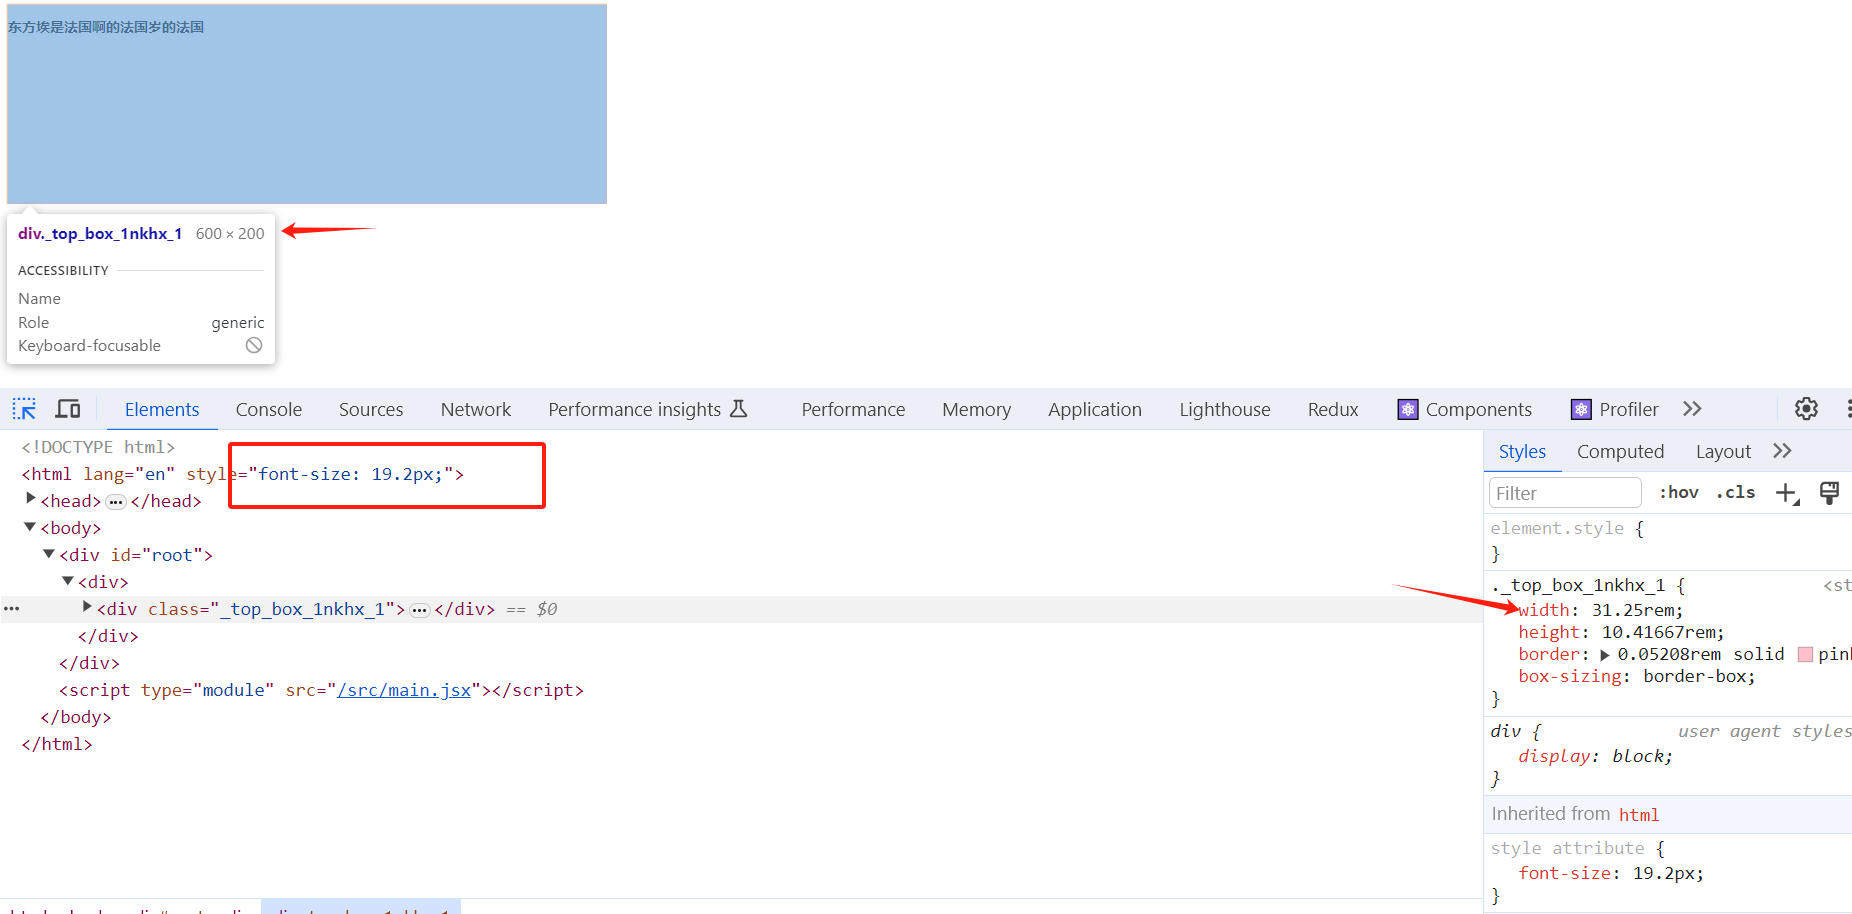 东方埃是法国啊的法国岁的法国
div._top_box_1nkhx_1 600 × 200
ACCESSIBILITY
Name
Role generic
Keyboard-focusable
Elements Console Sources Network Performance insights Performance Memory Application Lighthouse Redux Components Profiler
<!DOCTYPE html>
<html lang="en" style="font-size: 19.2px;">
<head>…</head>
<body>
<div id="root">
<div>
<div class="_top_box_1nkhx_1">…</div> == $0
</div>
</div>
<script type="module" src="/src/main.jsx"></script>
</body>
</html>
Styles Computed Layout
Filter :hov .cls
element.style {
}
._top_box_1nkhx_1 { <st
width: 31.25rem;
height: 10.41667rem;
border: 0.05208rem solid pin
box-sizing: border-box;
}
div { user agent styles
display: block;
}
Inherited from html
style attribute {
font-size: 19.2px;
}